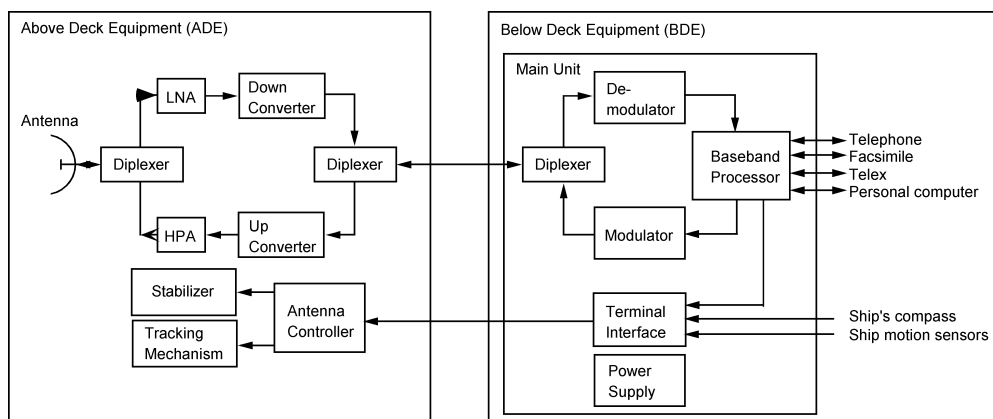 Above Deck Equipment (ADE)
Antenna
Diplexer
LNA
Down
Converter
Diplexer
HPA
Up
Converter
Stabilizer
Tracking
Mechanism
Antenna
Controller
Below Deck Equipment (BDE)
Main Unit
Diplexer
De-
modulator
Baseband
Processor
Modulator
Terminal
Interface
Power
Supply
Telephone
Facsimile
Telex
Personal computer
Ship's compass
Ship motion sensors